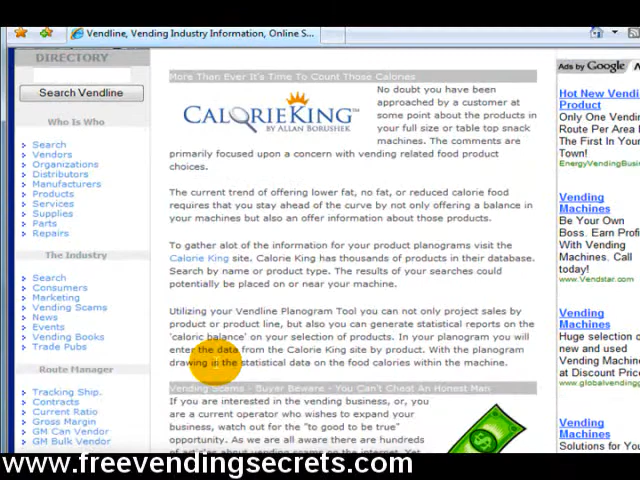 Vendline, Vending Industry Information, Online S...
DIRECTORY
Search Vendline
Who Is Who
Search
Vendors
Organizations
Distributors
Manufacturers
Products
Services
Supplies
Parts
Repairs
The Industry
Search
Consumers
Marketing
Vending Scams
News
Events
Vending Books
Trade Pubs
Route Manager
Tracking Ship.
Contracts
Current Ratio
Gross Margin
GM Can Vendor
GM Bulk Vendor
More Than Ever It's Time To Count Those Calories
CALORIEKING™
BY ALLAN BORUSHEK
No doubt you have been
approached by a customer at
some point about the products in
your full size or table top snack
machines. The comments are
primarily focused upon a concern with vending related food product
choices.
The current trend of offering lower fat, no fat, or reduced calorie food
requires that you stay ahead of the curve by not only offering a balance in
your machines but also an offer information about those products.
To gather alot of the information for your product planograms visit the
Calorie King site. Calorie King has thousands of products in their database.
Search by name or product type. The results of your searches could
potentially be placed on or near your machine.
Utilizing your Vendline Planogram Tool you can not only project sales by
product or product line, but also you can generate statistical reports on the
'caloric balance' on your selection of products. In your planogram you will
enter the data from the Calorie King site by product. With the planogram
drawing in the statistical data on the food calories within the machine.
Vending Scams - Buyer Beware - You Can't Cheat An Honest Man
If you are interested in the vending business, or, you
are a current operator who wishes to expand your
business, watch out for the "to good to be true"
opportunity. As we are all aware there are hundreds
of articles about vending scams on the internet. Yet
Ads by Google
Hot New Vendi
Product
Only One Vendi
Route Per Area I
The First In Your
Town!
EnergyVendingBusi
Vending
Machines
Be Your Own
Boss. Earn Profi
With Vending
Machines. Call
today!
www.Vendstar.com
Vending
Machines
Huge selection o
new and used
Vending Machine
at Discount Price
www.globalvending
Vending
Machines
Solutions for You
www.freevendingsecrets.com